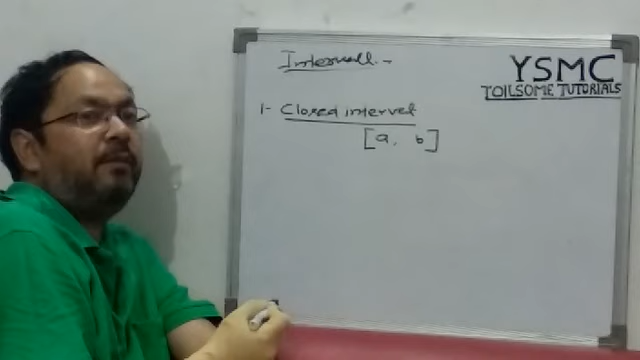 Intervall :-
YSMC
TOILSOME TUTORIALS
1- Closed interval
[a, b]